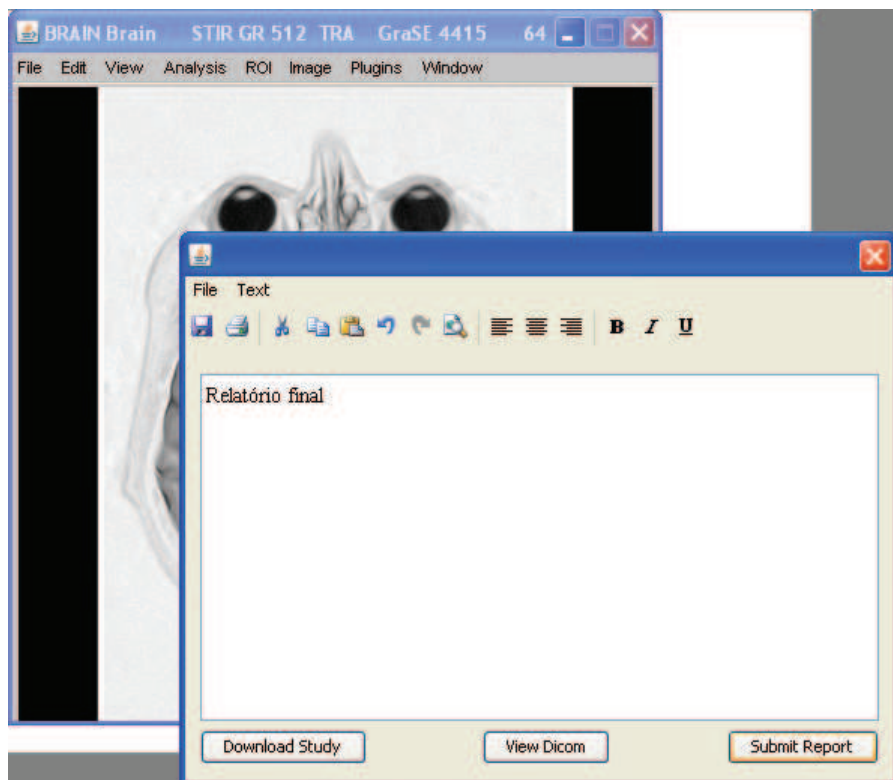 BRAIN Brain STIR GR 512 TRA GraSE 4415 64
File Edit View Analysis ROI Image Plugins Window
File Text
B I U
Relatório final
Download Study View Dicom Submit Report